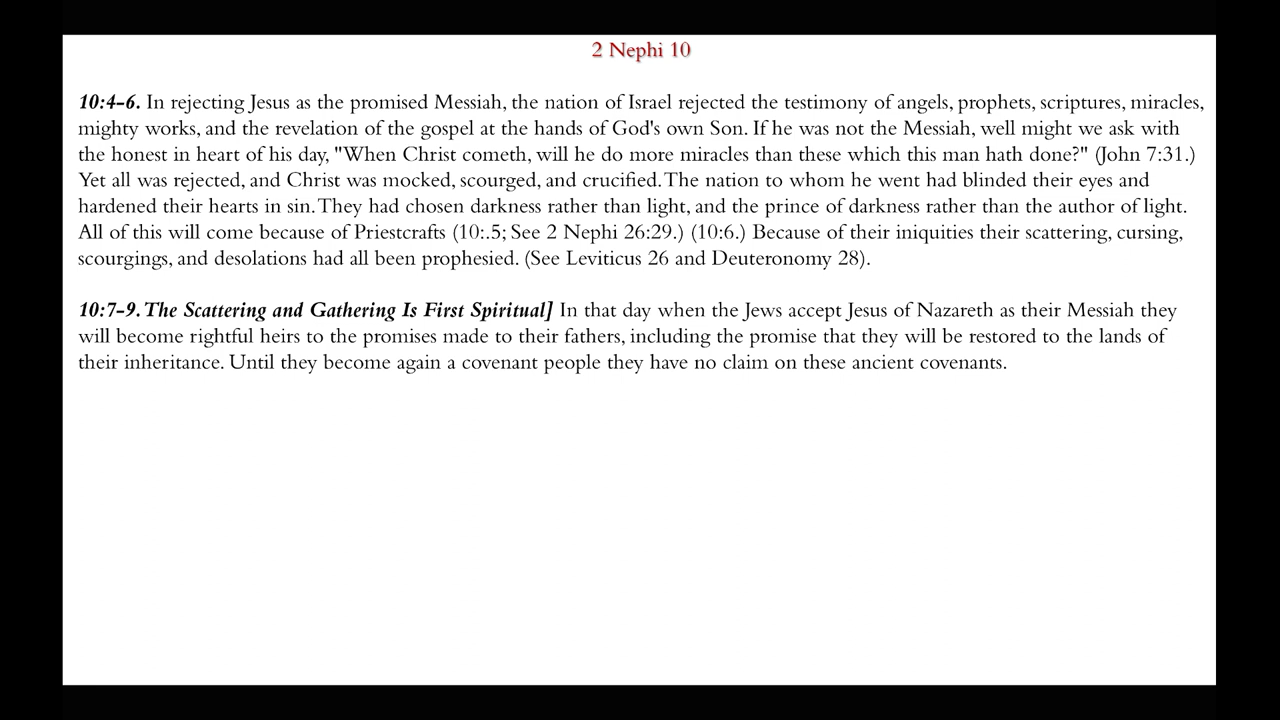 2 Nephi 10
10:4-6. In rejecting Jesus as the promised Messiah, the nation of Israel rejected the testimony of angels, prophets, scriptures, miracles,
mighty works, and the revelation of the gospel at the hands of God's own Son. If he was not the Messiah, well might we ask with
the honest in heart of his day, "When Christ cometh, will he do more miracles than these which this man hath done?" (John 7:31.)
Yet all was rejected, and Christ was mocked, scourged, and crucified. The nation to whom he went had blinded their eyes and
hardened their hearts in sin. They had chosen darkness rather than light, and the prince of darkness rather than the author of light.
All of this will come because of Priestcrafts (10:.5; See 2 Nephi 26:29.) (10:6.) Because of their iniquities their scattering, cursing,
scourgings, and desolations had all been prophesied. (See Leviticus 26 and Deuteronomy 28).
10:7-9. The Scattering and Gathering Is First Spiritual] In that day when the Jews accept Jesus of Nazareth as their Messiah they
will become rightful heirs to the promises made to their fathers, including the promise that they will be restored to the lands of
their inheritance. Until they become again a covenant people they have no claim on these ancient covenants.